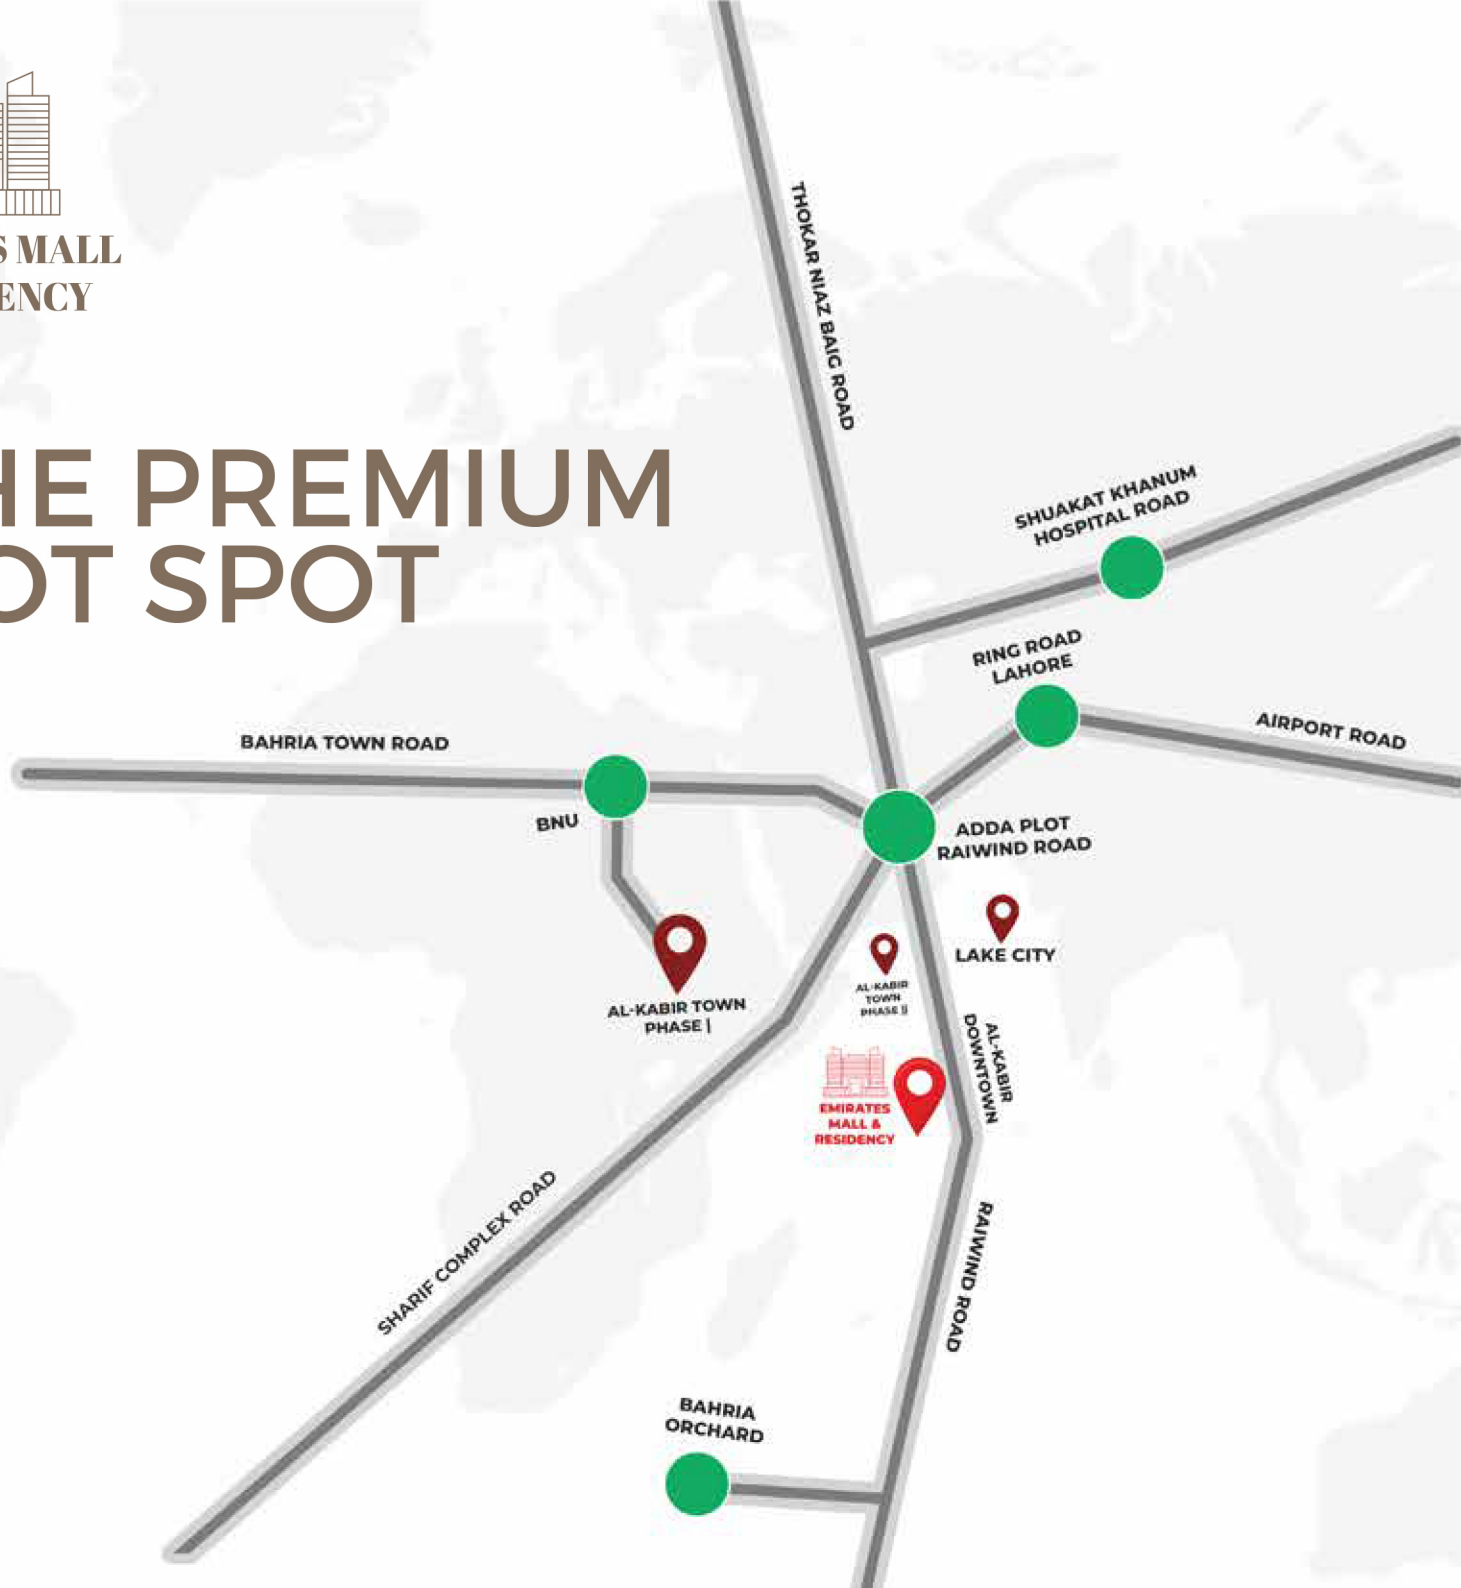 S MALL
ENCY
HE PREMIUM
OT SPOT
THOKAR NIAZ BAIG ROAD
SHUAKAT KHANUM
HOSPITAL ROAD
RING ROAD
LAHORE
AIRPORT ROAD
BAHRIA TOWN ROAD
BNU
ADDA PLOT
RAIWIND ROAD
LAKE CITY
AL-KABIR
TOWN
PHASE ||
AL-KABIR TOWN
PHASE |
AL-KABIR
DOWNTOWN
EMIRATES
MALL &
RESIDENCY
SHARIF COMPLEX ROAD
RAIWIND ROAD
BAHRIA
ORCHARD